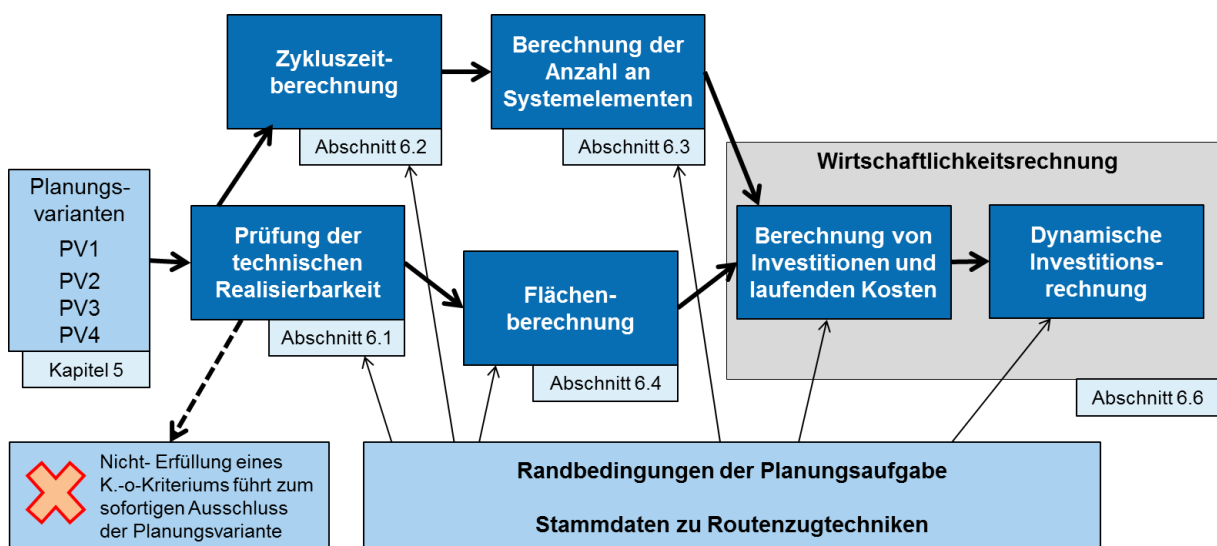 Zykluszeit-
berechnung
Abschnitt 6.2
Berechnung der
Anzahl an
Systemelementen
Abschnitt 6.3
Planungs-
varianten
PV1
PV2
PV3
PV4
Kapitel 5
Prüfung der
technischen
Realisierbarkeit
Abschnitt 6.1
Flächen-
berechnung
Abschnitt 6.4
Wirtschaftlichkeitsrechnung
Berechnung von
Investitionen und
laufenden Kosten
Dynamische
Investitions-
rechnung
Abschnitt 6.6
Nicht- Erfüllung eines
K.-o-Kriteriums führt zum
sofortigen Ausschluss
der Planungsvariante
Randbedingungen der Planungsaufgabe
Stammdaten zu Routenzugtechniken